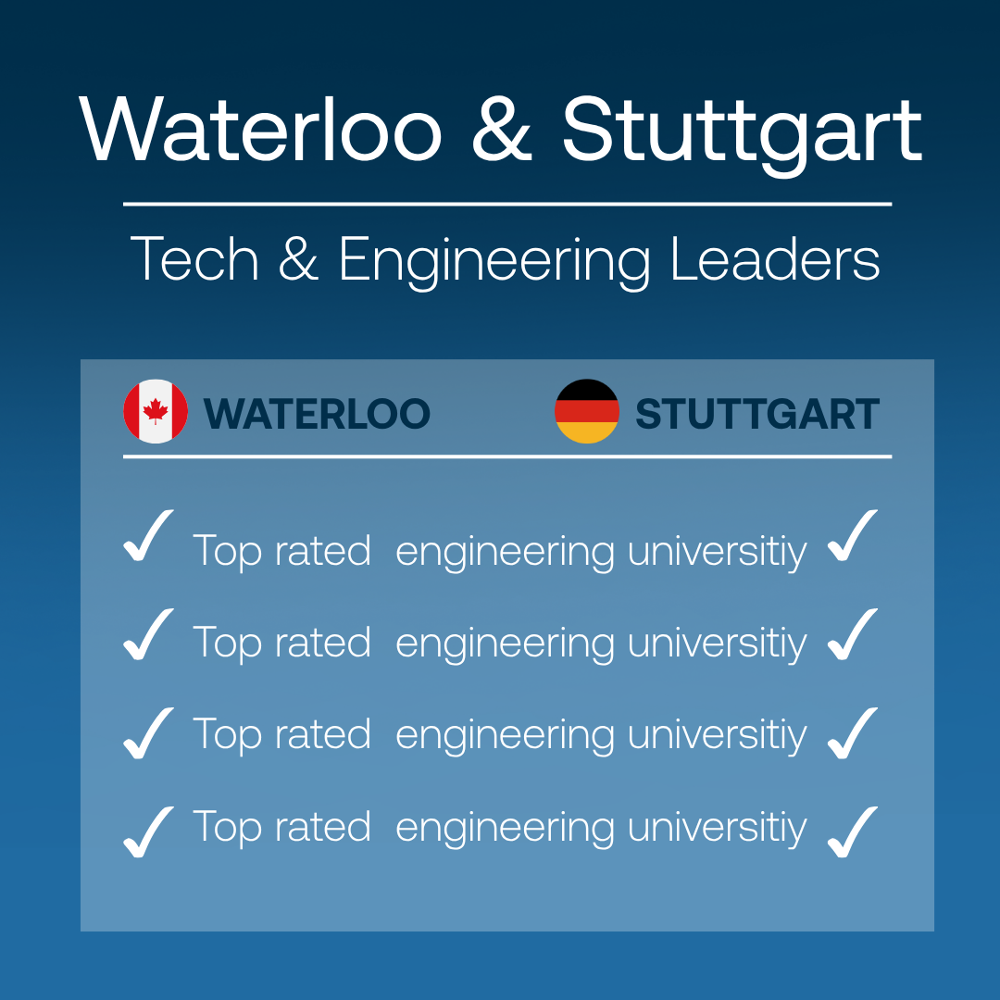 Waterloo & Stuttgart
Tech & Engineering Leaders
WATERLOO STUTTGART
Top rated  engineering universitiy
Top rated  engineering universitiy
Top rated  engineering universitiy
Top rated  engineering universitiy